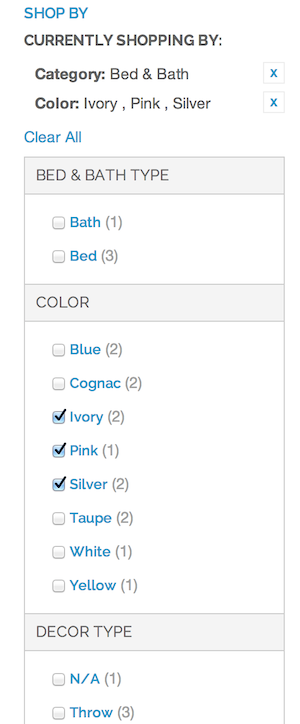 SHOP BY
CURRENTLY SHOPPING BY:
Category: Bed & Bath x
Color: Ivory , Pink , Silver x
Clear All
BED & BATH TYPE
Bath (1)
Bed (3)
COLOR
Blue (2)
Cognac (2)
Ivory (2)
Pink (1)
Silver (2)
Taupe (2)
White (1)
Yellow (1)
DECOR TYPE
N/A (1)
Throw (3)